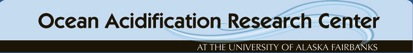 Ocean Acidification Research Center
AT THE UNIVERSITY OF ALASKA FAIRBANKS